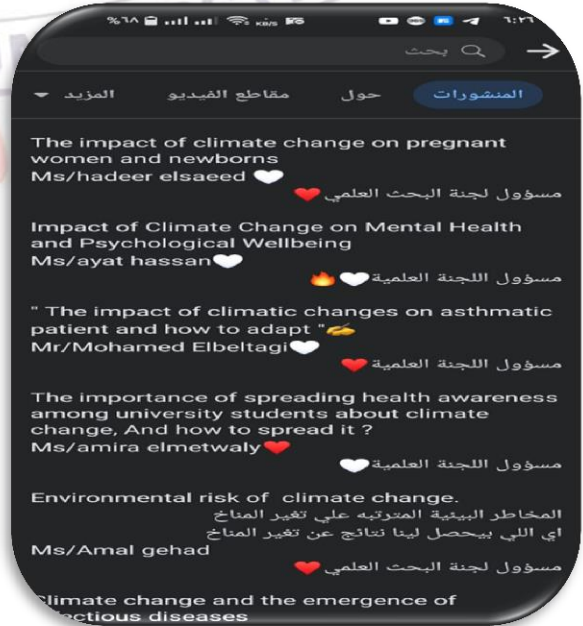 %٦٨ KB/S ٦:٢٦
بحث
المنشورات حول مقاطع الفيديو المزيد
The impact of climate change on pregnant
women and newborns
Ms/hadeer elsaeed 🤍
مسؤول لجنة البحث العلمي❤️
Impact of Climate Change on Mental Health
and Psychological Wellbeing
Ms/ayat hassan🤍
مسؤول اللجنة العلمية🤍🔥
" The impact of climatic changes on asthmatic
patient and how to adapt "✍️
Mr/Mohamed Elbeltagi🤍
مسؤول اللجنة العلمية❤️
The importance of spreading health awareness
among university students about climate
change, And how to spread it ?
Ms/amira elmetwaly❤️
مسؤول اللجنة العلمية🤍
Environmental risk of climate change.
المخاطر البيئية المترتبه علي تغير المناخ
اي اللي بيحصل لينا نتائج عن تغير المناخ
Ms/Amal gehad
مسؤول لجنة البحث العلمي❤️
Climate change and the emergence of
infectious diseases